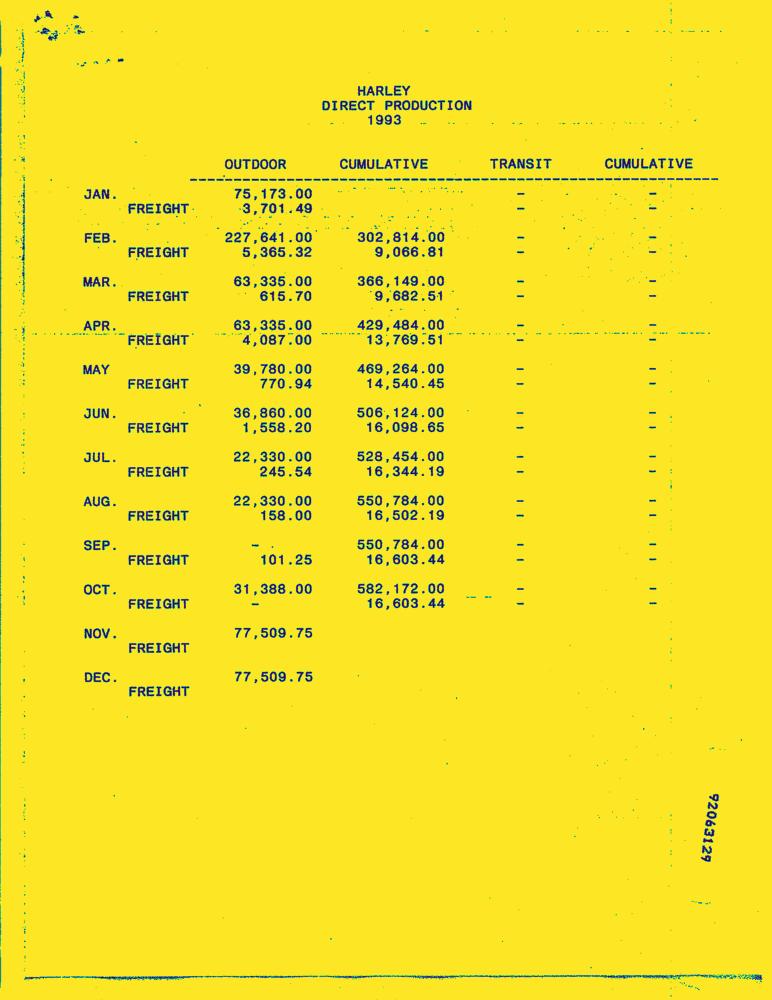 HARLEY
DIRECT PRODUCTION
1993
OUTDOOR CUMULATIVE TRANSIT CUMULATIVE
JAN. 75,173.00 - -
FREIGHT 3,701.49 - -
FEB. 227,641.00 302,814.00 - -
FREIGHT 5,365.32 9,066.81 - -
MAR. 63,335.00 366,149.00 - -
FREIGHT 615.70 9,682.51 - -
APR. 63,335.00 429,484.00 - -
FREIGHT 4,087.00 13,769.51 - -
MAY 39,780.00 469,264.00 - -
FREIGHT 770.94 14,540.45 - -
JUN. 36,860.00 506,124.00 - -
FREIGHT 1,558.20 16,098.65 - -
JUL. 22,330.00 528,454.00 - -
FREIGHT 245.54 16,344.19 - -
AUG. 22,330.00 550,784.00 - -
FREIGHT 158.00 16,502.19 - -
SEP. - 550,784.00 - -
FREIGHT 101.25 16,603.44 - -
OCT. 31,388.00 582,172.00 - -
FREIGHT - 16,603.44 - -
NOV. 77,509.75
FREIGHT
DEC. 77,509.75
FREIGHT
92063129